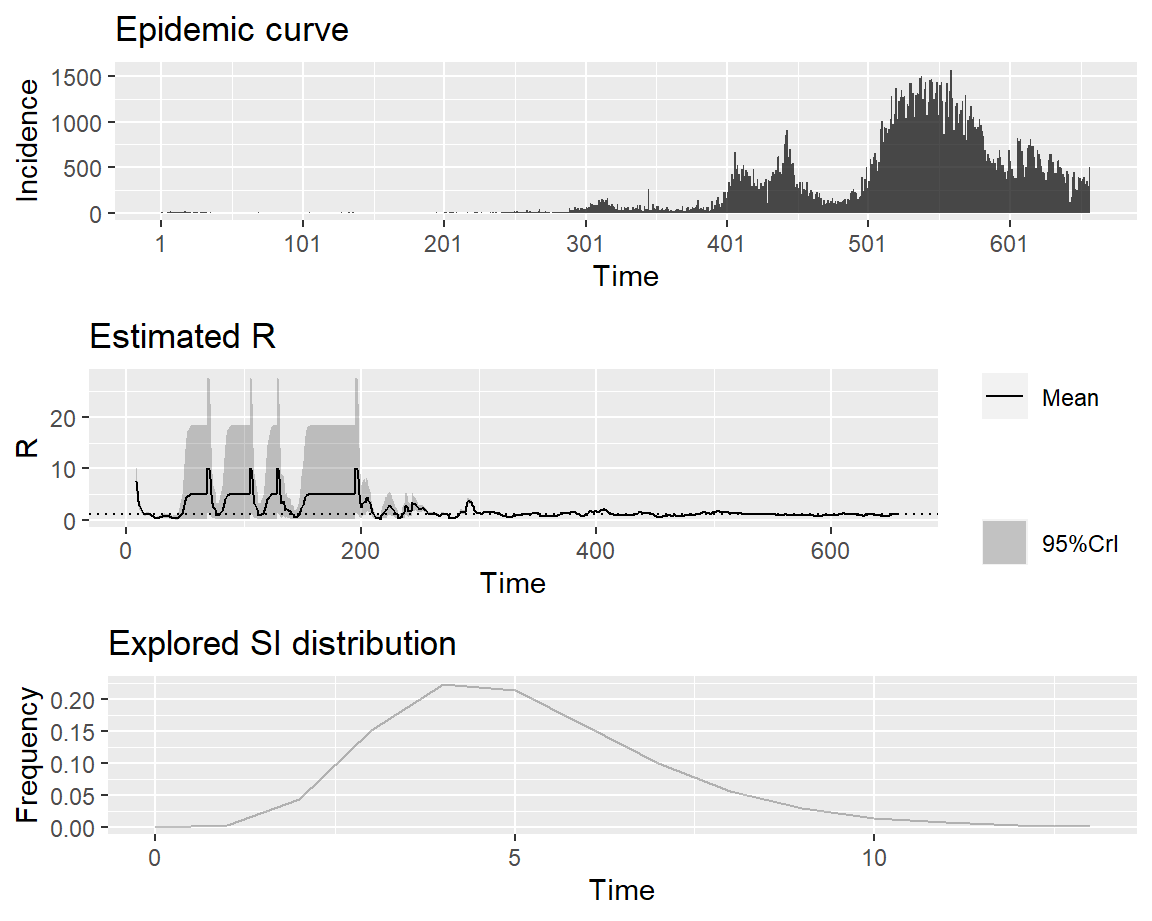 Epidemic curve
Incidence
1500
1000
500
0
1 101 201 301 401 501 601
Time
Estimated R
R
20
10
0
0 200 400 600
Time
Mean
95%CrI
Explored SI distribution
Frequency
0.20
0.15
0.10
0.05
0.00
0 5 10
Time